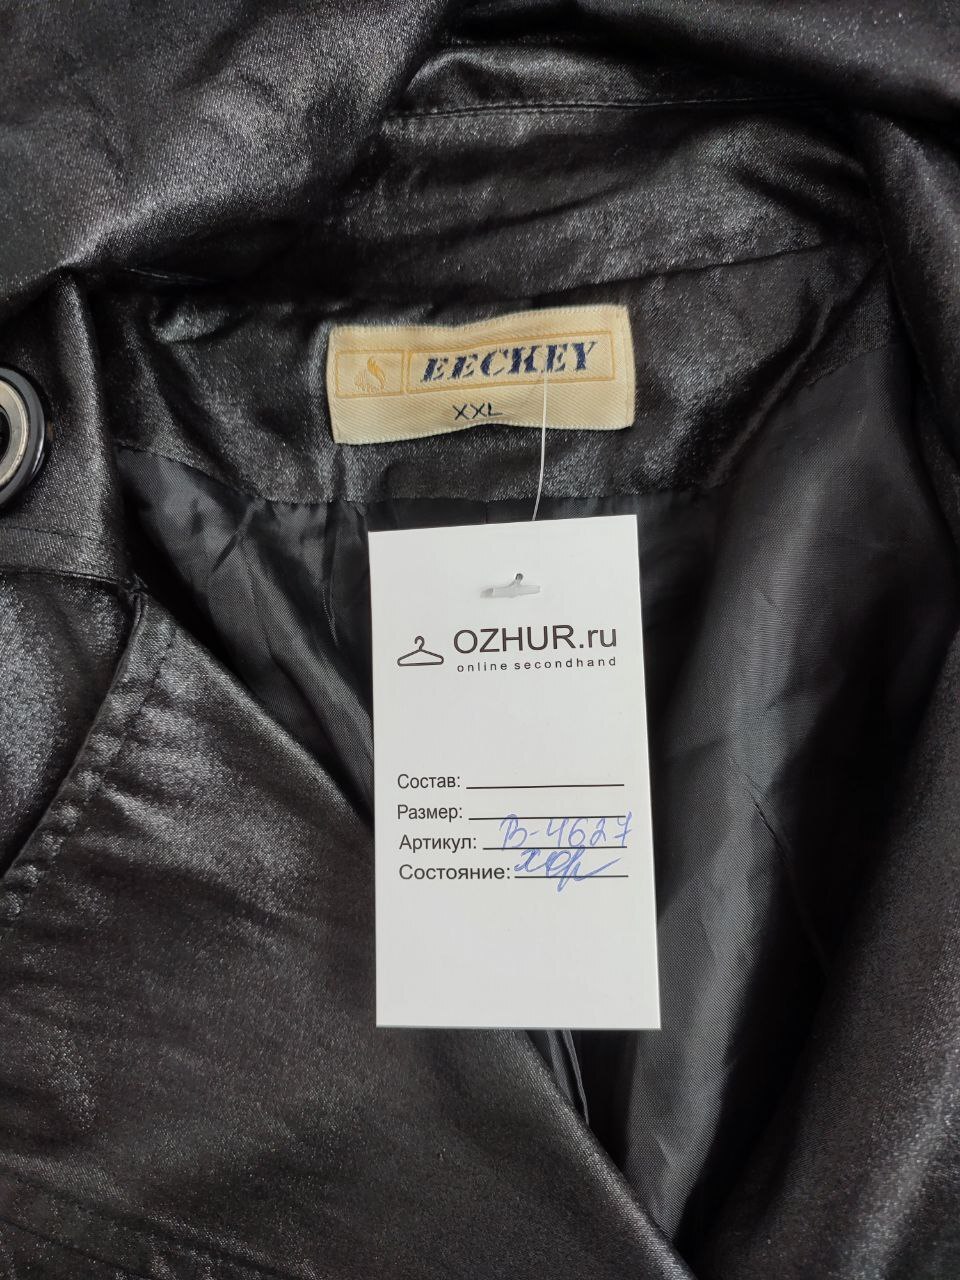 EECKEY
XXL
OZHUR.ru
online secondhand
Состав:
Размер:
Артикул: В-4627
Состояние: хор